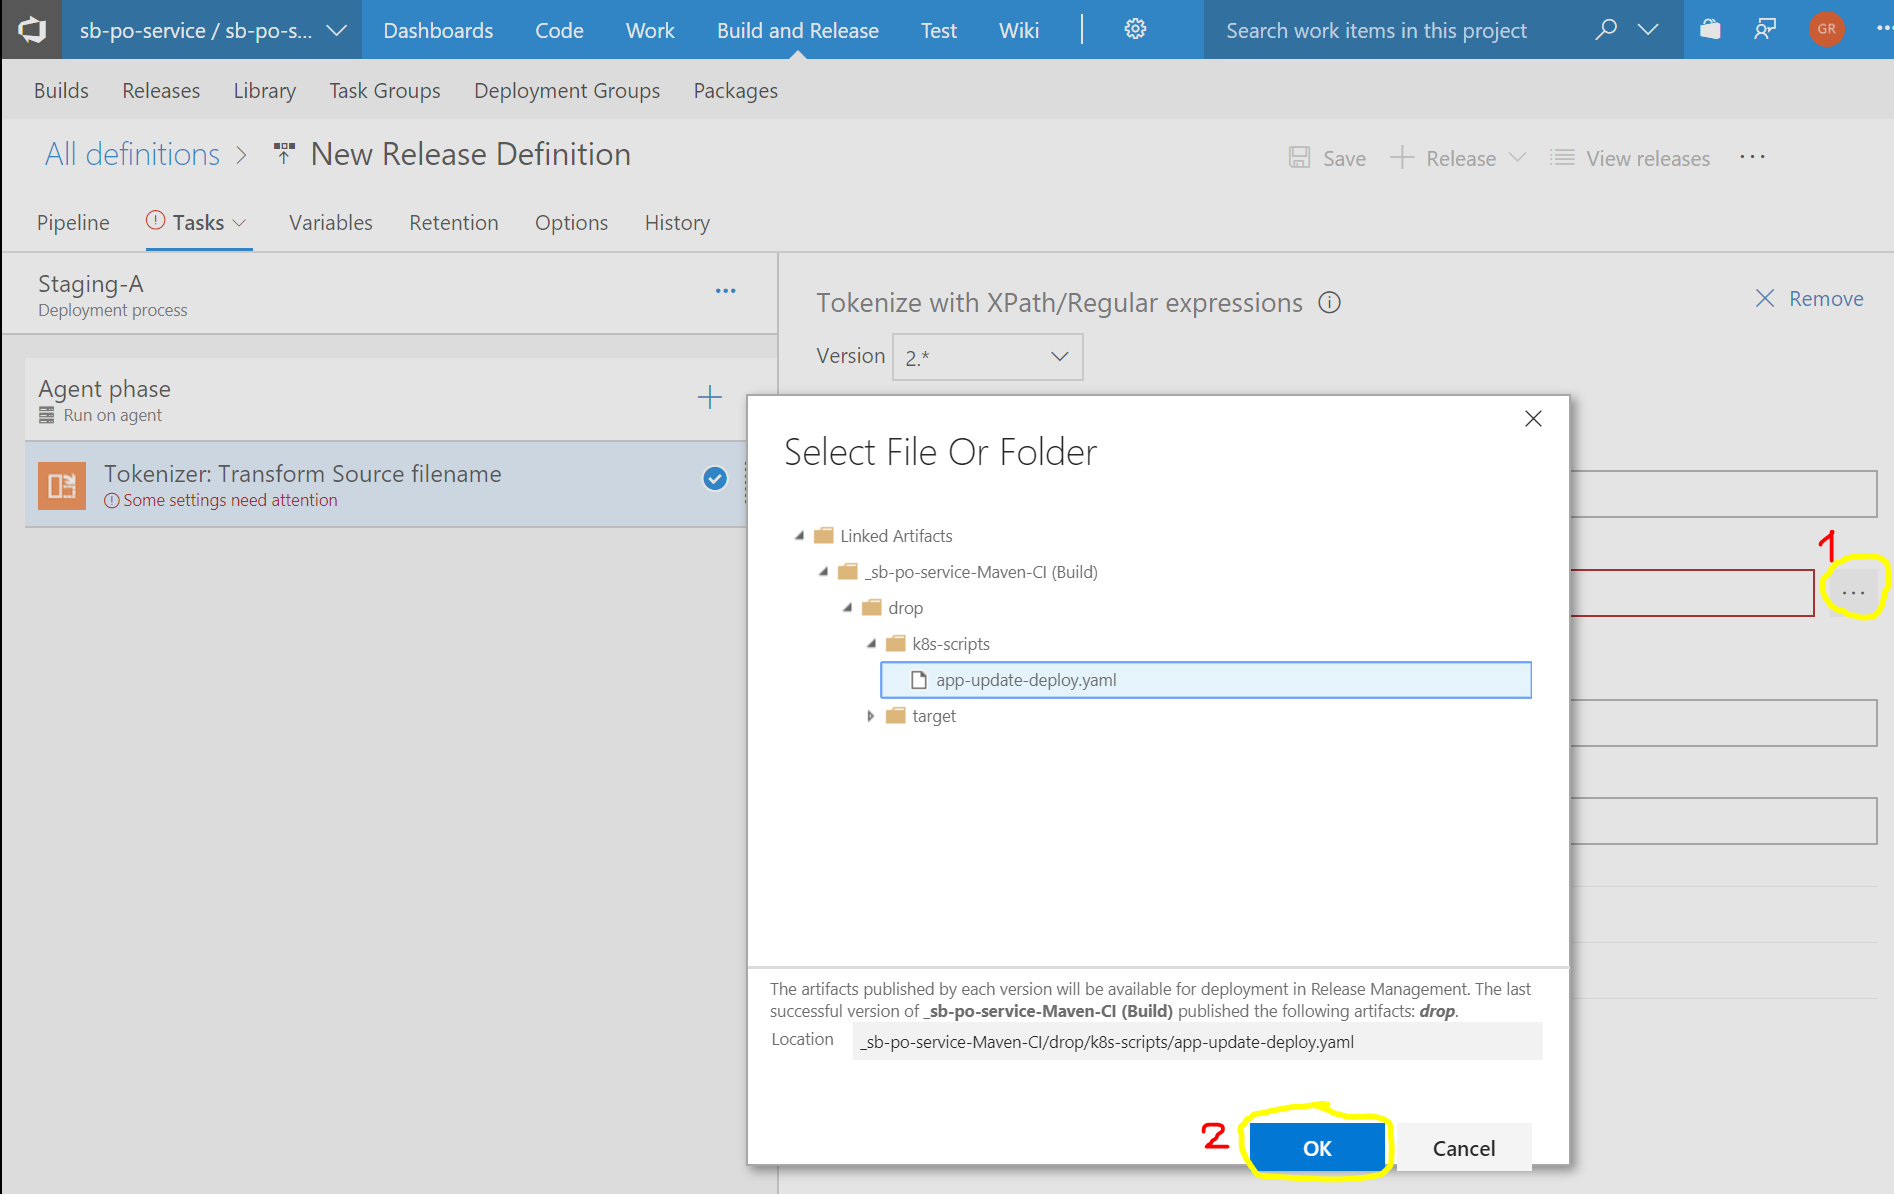 sb-po-service / sb-po-s...
Dashboards
Code
Work
Build and Release
Test
Wiki
Search work items in this project
GR
Builds
Releases
Library
Task Groups
Deployment Groups
Packages
All definitions
New Release Definition
Save
Release
View releases
...
Pipeline
Tasks
Variables
Retention
Options
History
Staging-A
...
Deployment process
Tokenize with XPath/Regular expressions
Remove
Version
2.*
Agent phase
Run on agent
Tokenizer: Transform Source filename
Some settings need attention
1
...
Select File Or Folder
Linked Artifacts
_sb-po-service-Maven-CI (Build)
drop
k8s-scripts
app-update-deploy.yaml
target
The artifacts published by each version will be available for deployment in Release Management. The last
successful version of _sb-po-service-Maven-CI (Build) published the following artifacts: drop.
Location
_sb-po-service-Maven-CI/drop/k8s-scripts/app-update-deploy.yaml
2
OK
Cancel